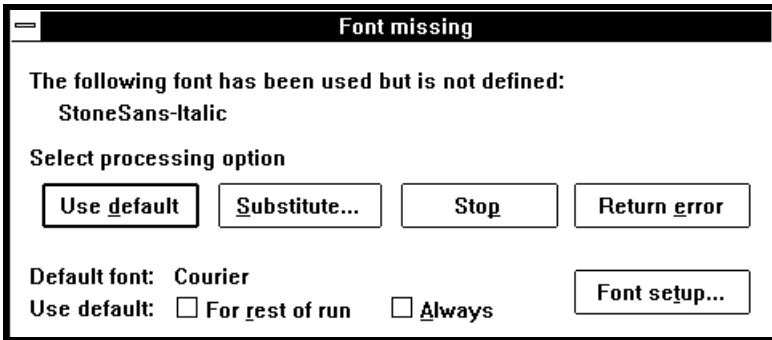 Font missing
The following font has been used but is not defined:
StoneSans-Italic
Select processing option
Use default Substitute... Stop Return error
Default font: Courier
Font setup...
Use default: For rest of run Always